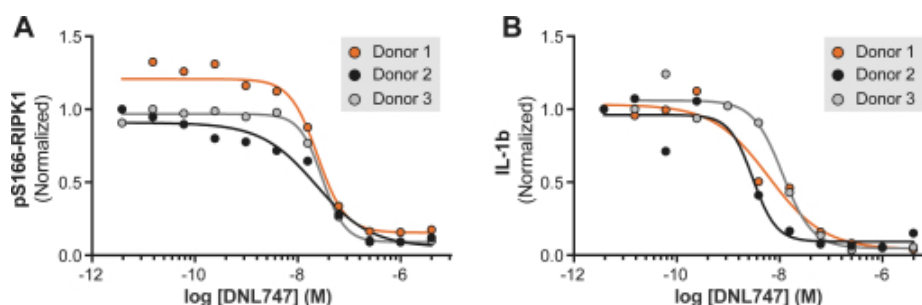 A
B
pS166-RIPK1
(Normalized)
1.5
1.0
0.5
0.0
Donor 1
Donor 2
Donor 3
-12
-10
-8
-6
log [DNL747] (M)
IL-1b
(Normalized)
1.5
1.0
0.5
0.0
Donor 1
Donor 2
Donor 3
-12
-10
-8
-6
log [DNL747] (M)